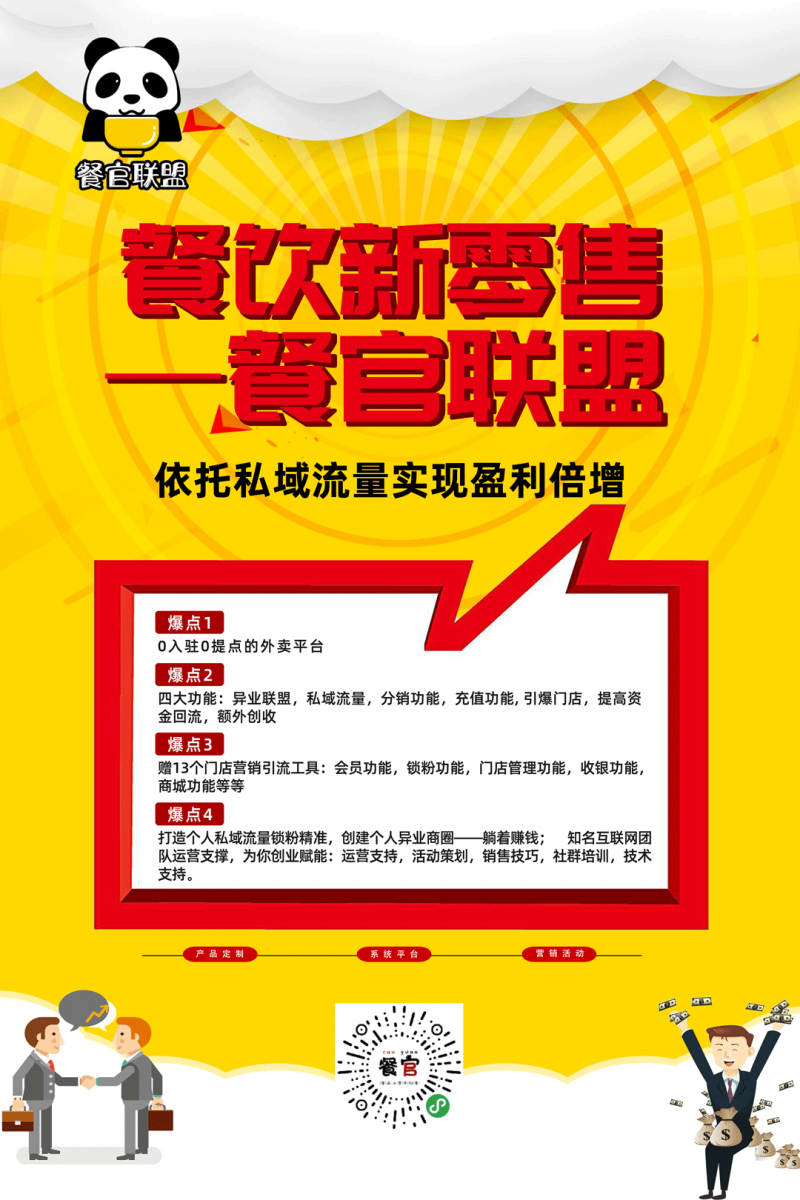 餐官联盟
餐饮新零售
—餐官联盟
依托私域流量实现盈利倍增
爆点1
0入驻0提点的外卖平台
爆点2
四大功能：异业联盟，私域流量，分销功能，充值功能，引爆门店，提高资
金回流，额外创收
爆点3
赠13个门店营销引流工具：会员功能，锁粉功能，门店管理功能，收银功能，
商城功能等等
爆点4
打造个人私域流量锁粉精准，创建个人异业商圈——躺着赚钱； 知名互联网团
队运营支撑，为你创业赋能：运营支持，活动策划，销售技巧，社群培训，技术
支持。
产品定制 系统平台 营销活动
餐官